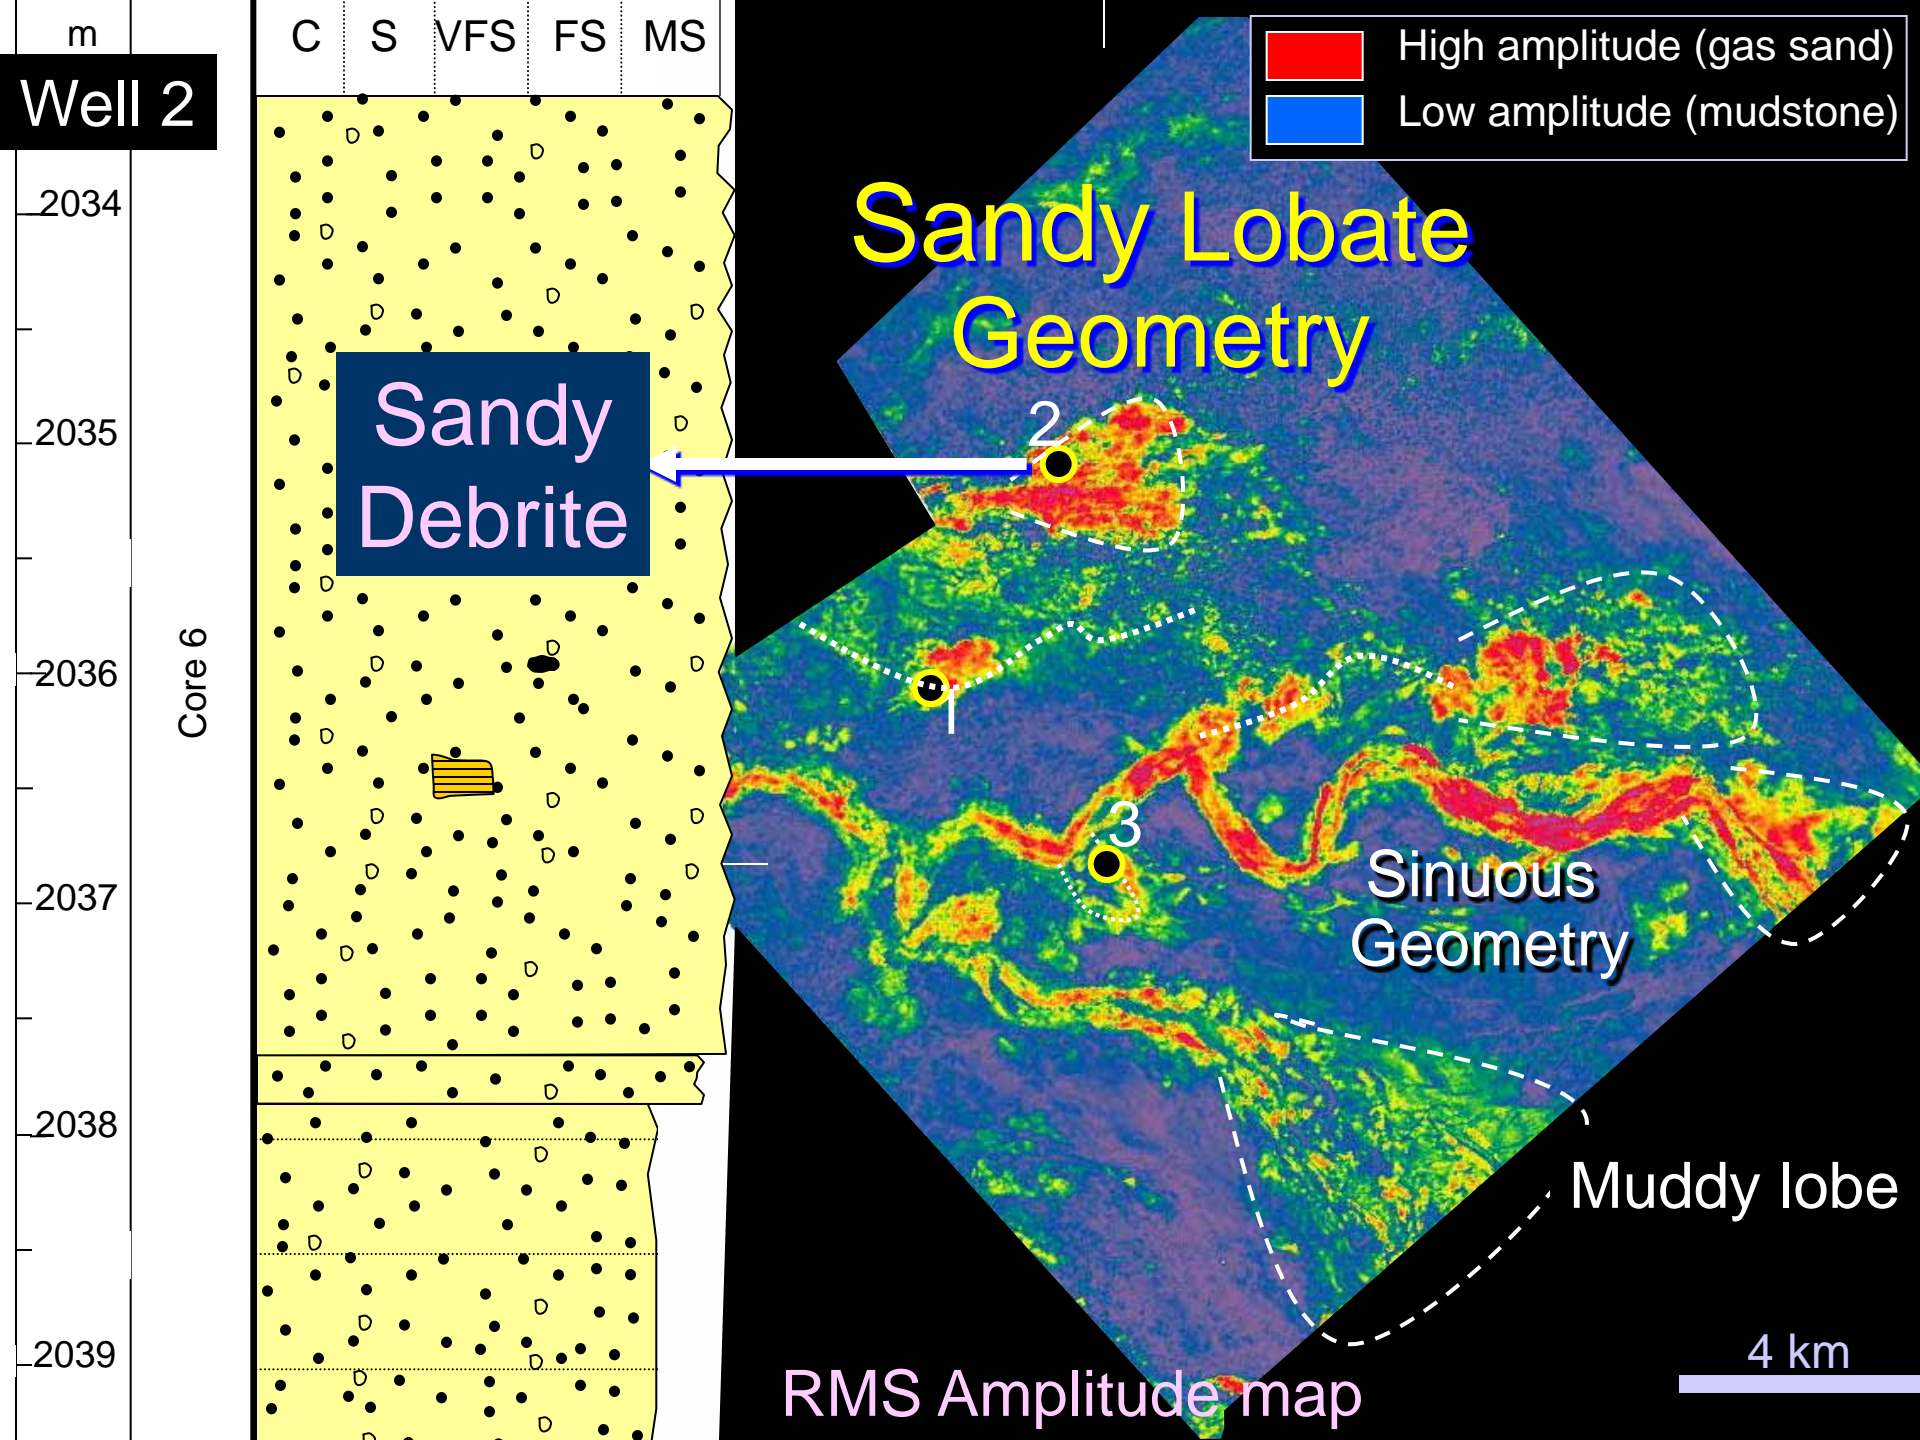 m
C S VFS FS MS
Well 2
2034
2035
2036
2037
2038
2039
Core 6
Sandy
Debrite
High amplitude (gas sand)
Low amplitude (mudstone)
Sandy Lobate
Geometry
2
1
3
Sinuous
Geometry
Muddy lobe
4 km
RMS Amplitude map